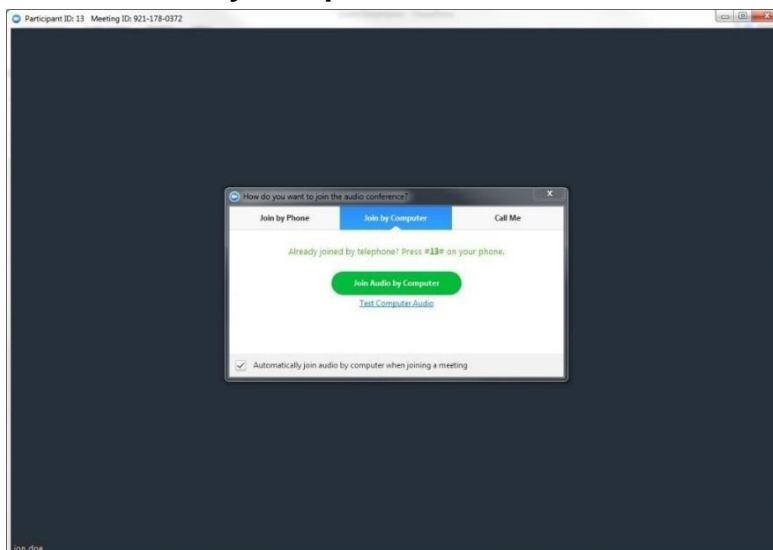 Participant ID: 13 Meeting ID: 921-178-0372
How do you want to join the audio conference?
Join by Phone
Join by Computer
Call Me
Already joined by telephone? Press #13# on your phone.
Join Audio by Computer
Test Computer Audio
Automatically join audio by computer when joining a meeting
jon doe